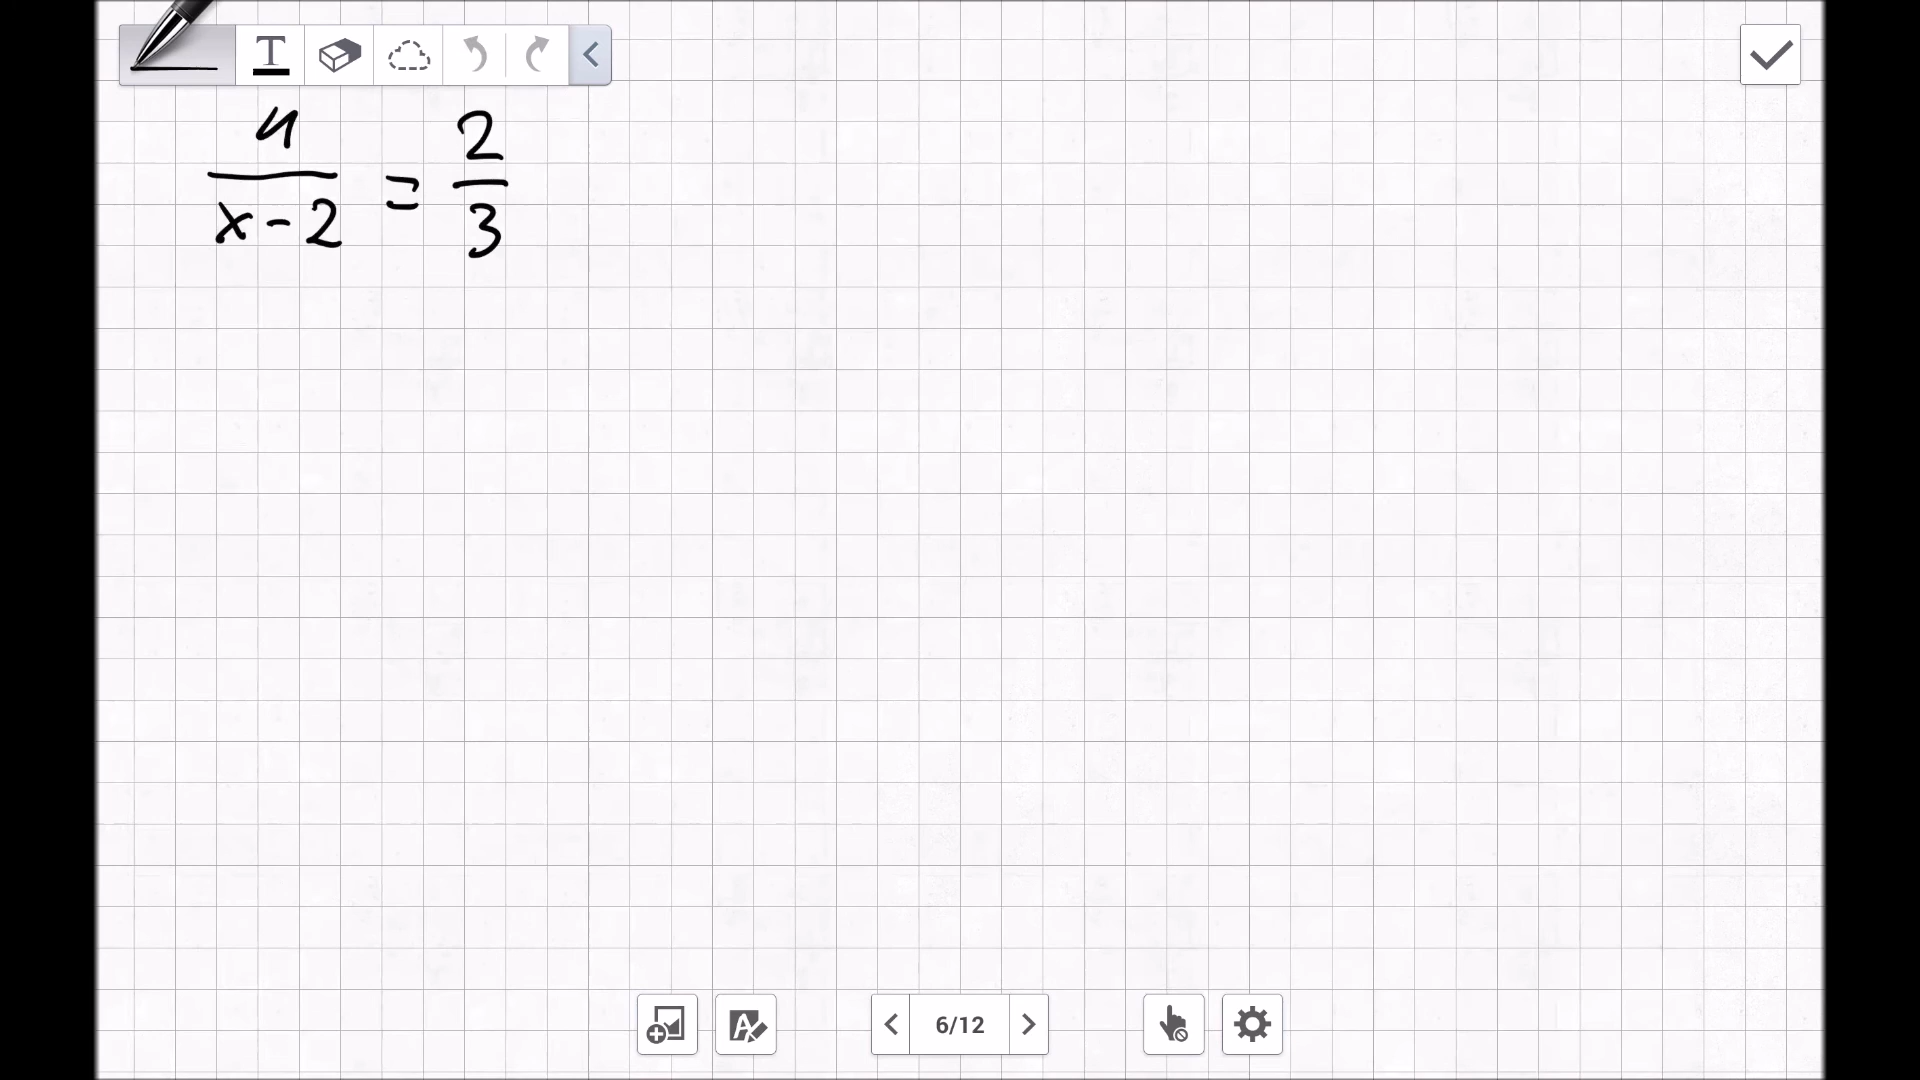 T
4/(x-2) = 2/3
A
6/12